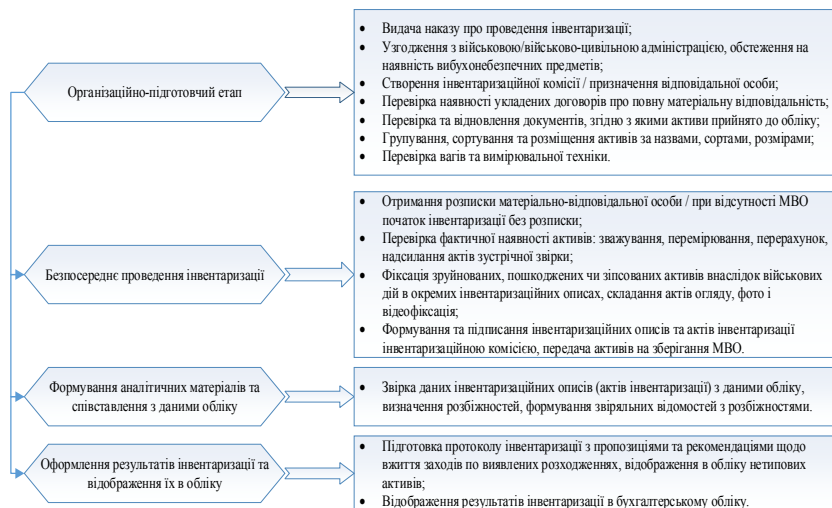 Організаційно-підготовчий етап
• Видача наказу про проведення інвентаризації;
• Узгодження з військовою/військово-цивільною адміністрацією, обстеження на
наявність вибухонебезпечних предметів;
• Створення інвентаризаційної комісії / призначення відповідальної особи;
• Перевірка наявності укладених договорів про повну матеріальну відповідальність;
• Перевірка та відновлення документів, згідно з якими активи прийнято до обліку;
• Групування, сортування та розміщення активів за назвами, сортами, розмірами;
• Перевірка вагів та вимірювальної техніки.
Безпосереднє проведення інвентаризації
• Отримання розписки матеріально-відповідальної особи / при відсутності МВО
початок інвентаризації без розписки;
• Перевірка фактичної наявності активів: зважування, перемірювання, перерахунок,
надсилання актів зустрічної звірки;
• Фіксація зруйнованих, пошкоджених чи зіпсованих активів внаслідок військових
дій в окремих інвентаризаційних описах, складання актів огляду, фото і
відеофіксація;
• Формування та підписання інвентаризаційних описів та актів інвентаризації
інвентаризаційною комісією, передача активів на зберігання МВО.
Формування аналітичних матеріалів та
співставлення з даними обліку
• Звірка даних інвентаризаційних описів (актів інвентаризації) з даними обліку,
визначення розбіжностей, формування звіряльних відомостей з розбіжностями.
Оформлення результатів інвентаризації та
відображення їх в обліку
• Підготовка протоколу інвентаризації з пропозиціями та рекомендаціями щодо
вжиття заходів по виявлених розходженнях, відображення в обліку нетипових
активів;
• Відображення результатів інвентаризації в бухгалтерському обліку.